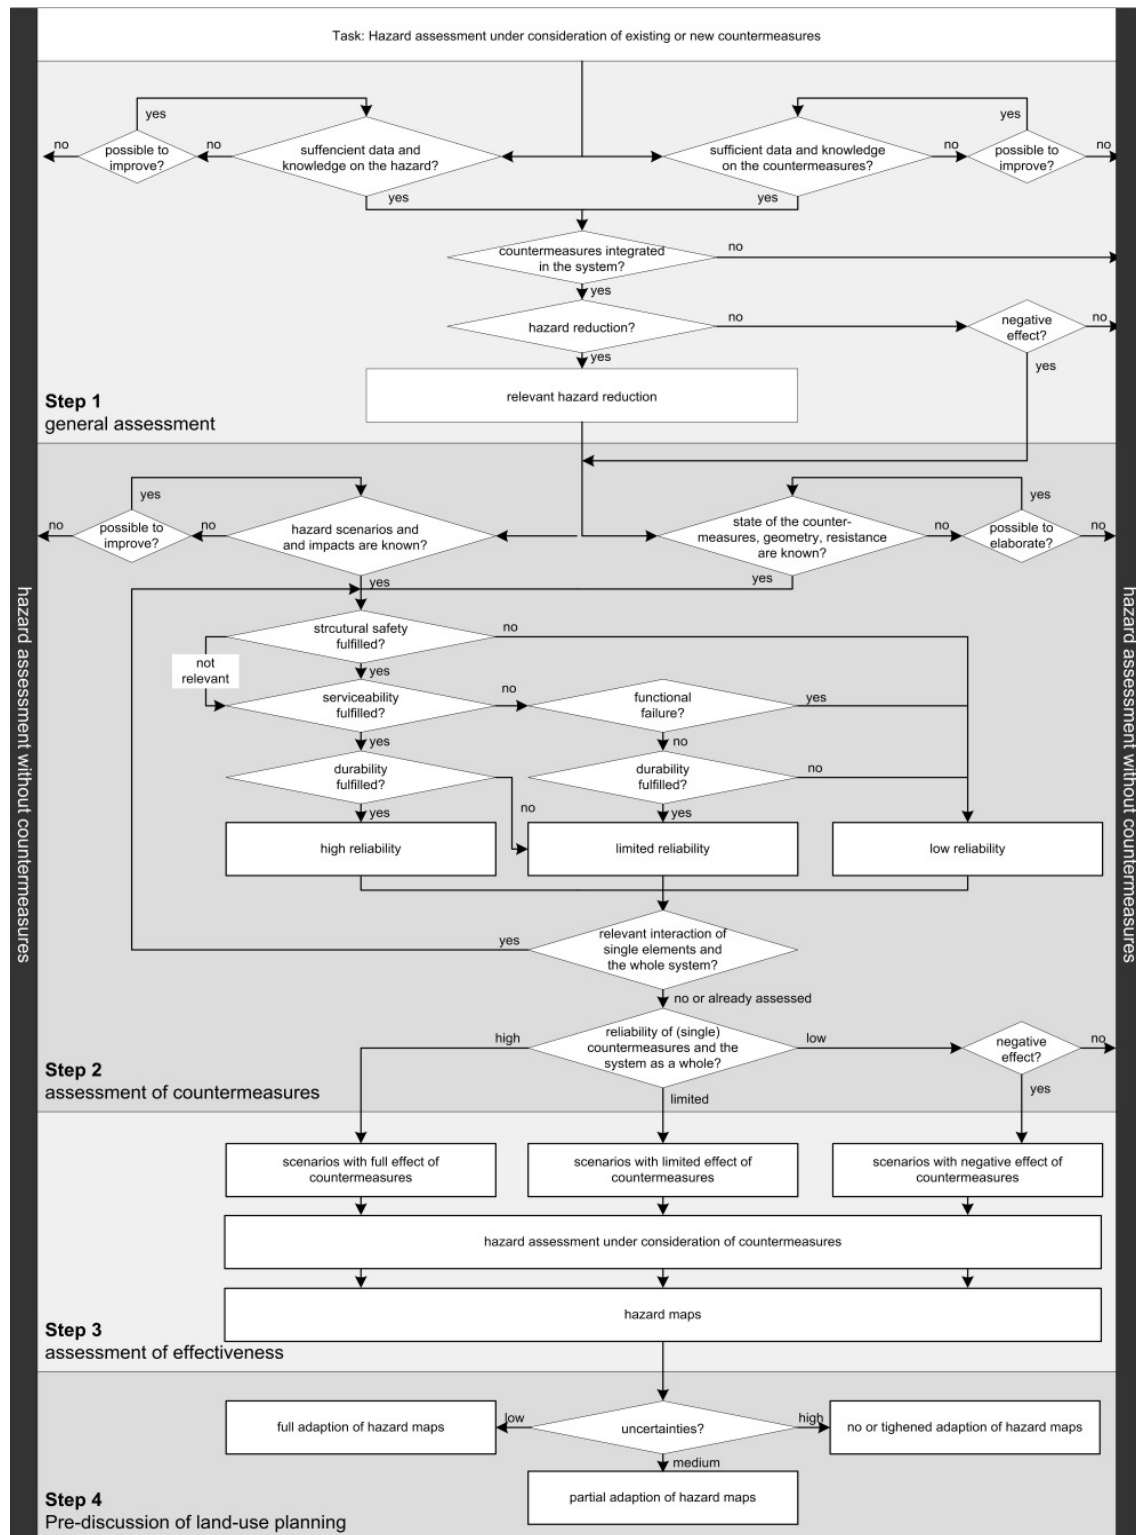 Task: Hazard assessment under consideration of existing or new countermeasures
yes
yes
no
possible to
improve?
no
suffencient data and
knowledge on the hazard?
sufficient data and knowledge
on the countermeasures?
no
possible to
improve?
no
yes
yes
countermeasures integrated
in the system?
no
yes
hazard reduction?
no
negative
effect?
no
yes
yes
relevant hazard reduction
Step 1
general assessment
yes
yes
no
possible to
improve?
no
hazard scenarios and
and impacts are known?
state of the counter-
measures, geometry, resistance
are known?
no
possible to
elaborate?
no
yes
yes
strcutural safety
fulfilled?
no
not
relevant
yes
serviceability
fulfilled?
no
functional
failure?
yes
yes
no
durability
fulfilled?
no
durability
fulfilled?
no
yes
yes
high reliability
limited reliability
low reliability
yes
relevant interaction of
single elements and
the whole system?
no or already assessed
high
reliability of (single)
countermeasures and the
system as a whole?
low
negative
effect?
no
limited
yes
Step 2
assessment of countermeasures
scenarios with full effect of
countermeasures
scenarios with limited effect of
countermeasures
scenarios with negative effect of
countermeasures
hazard assessment under consideration of countermeasures
hazard maps
Step 3
assessment of effectiveness
full adaption of hazard maps
low
uncertainties?
high
no or tighened adaption of hazard maps
medium
partial adaption of hazard maps
Step 4
Pre-discussion of land-use planning
hazard assessment without countermeasures
hazard assessment without countermeasures